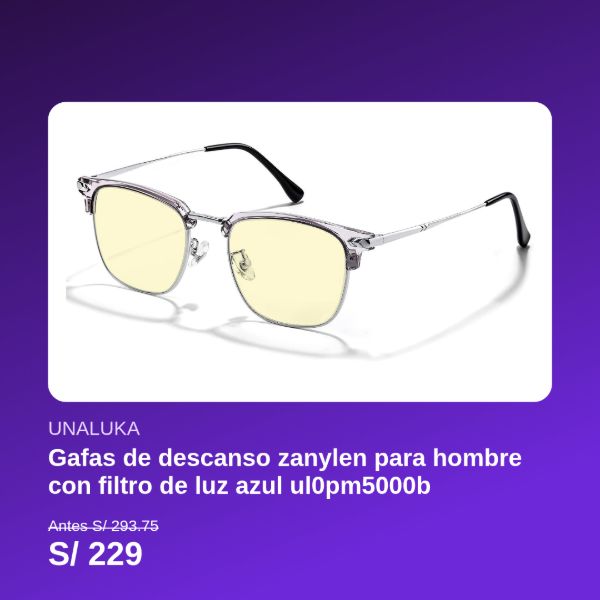 UNALUKA
Gafas de descanso zanylen para hombre
con filtro de luz azul ul0pm5000b
Antes S/ 293.75
S/ 229